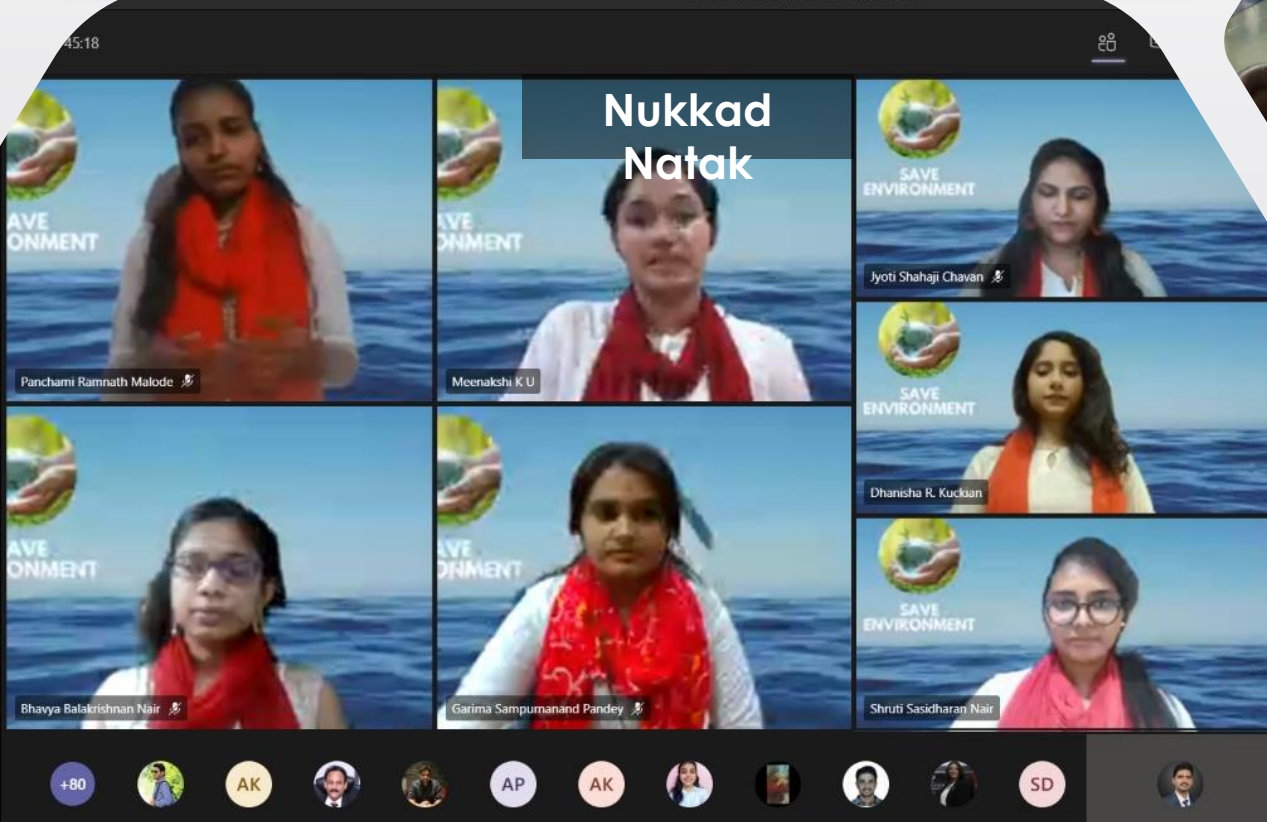 45:18
Nukkad
Natak
AVE
ONMENT
Panchami Ramnath Malode
AVE
ONMENT
Meenakshi K U
SAVE
ENVIRONMENT
Jyoti Shahaji Chavan
SAVE
ENVIRONMENT
Dhanisha R. Kuckian
AVE
ONMENT
Bhavya Balakrishnan Nair
AVE
ONMENT
Garima Sampurnanand Pandey
SAVE
ENVIRONMENT
Shruti Sasidharan Nair
+80
AK
AP
AK
SD